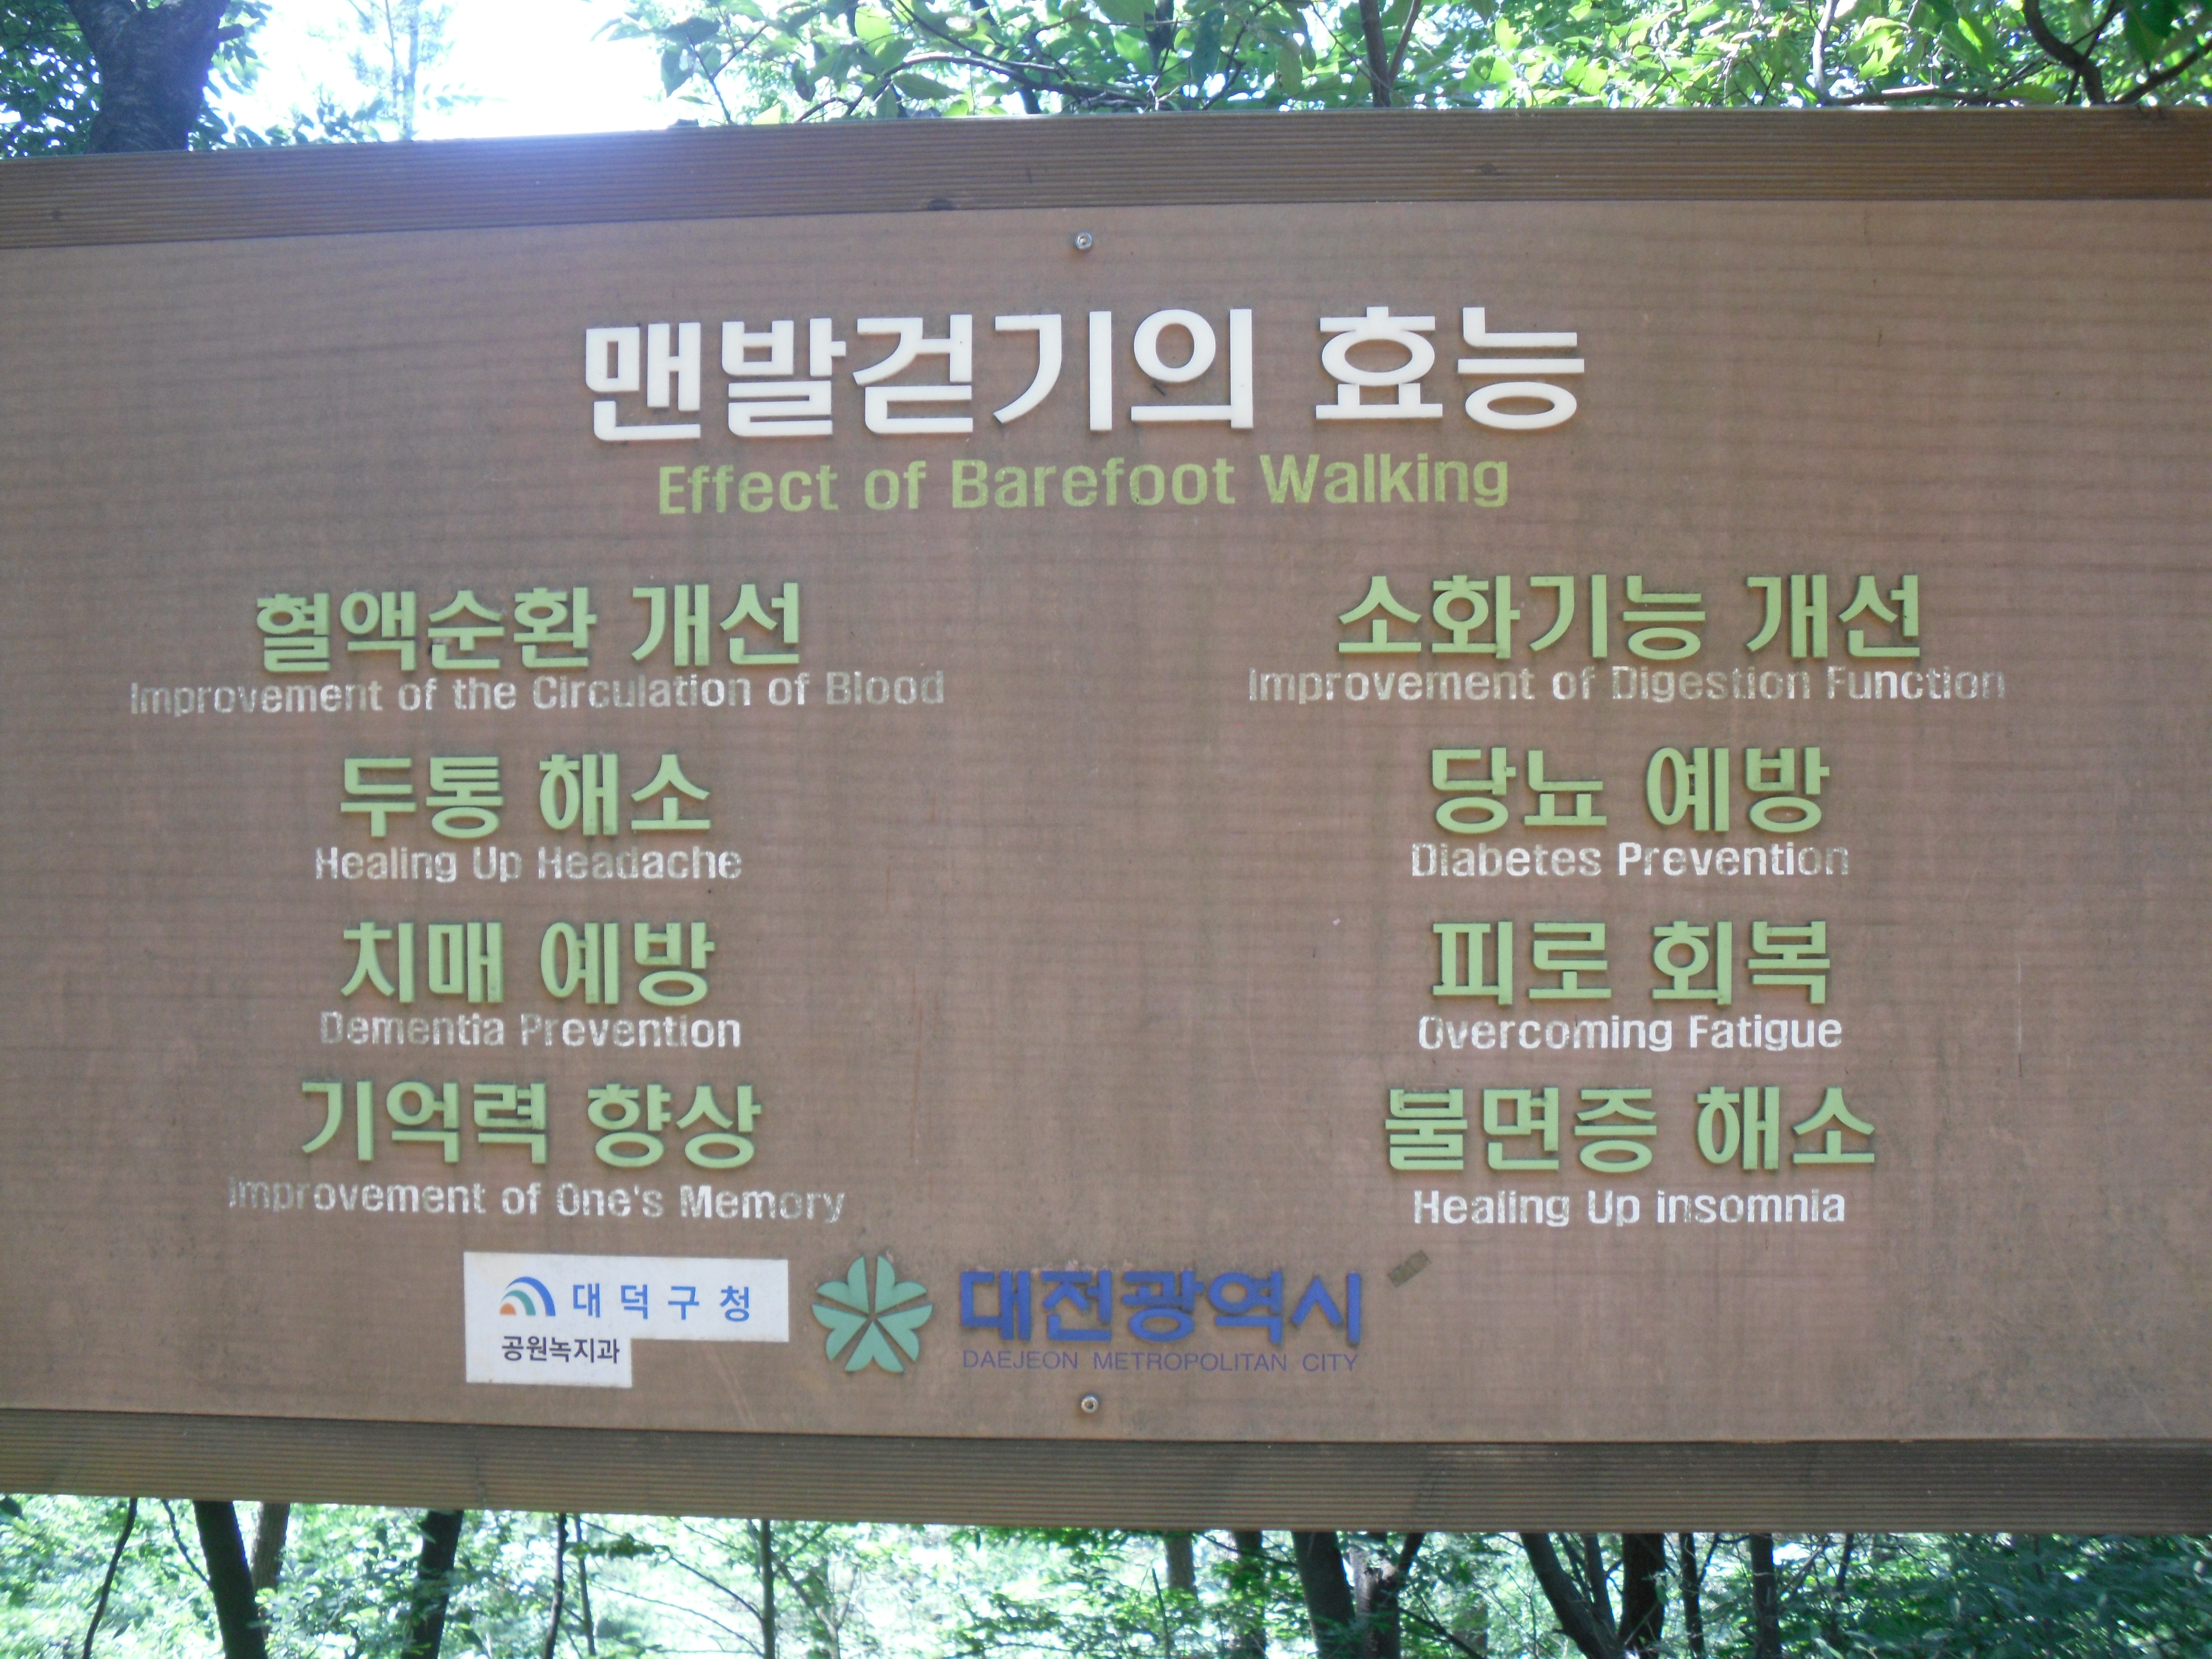 맨발걷기의 효능
Effect of Barefoot Walking
혈액순환 개선
Improvement of the Circulation of Blood
두통 해소
Healing Up Headache
치매 예방
Dementia Prevention
기억력 향상
Improvement of One's Memory
소화기능 개선
Improvement of Digestion Function
당뇨 예방
Diabetes Prevention
피로 회복
Overcoming Fatigue
불면증 해소
Healing Up insomnia
대덕구청
공원녹지과
대전광역시
DAEJEON METROPOLITAN CITY